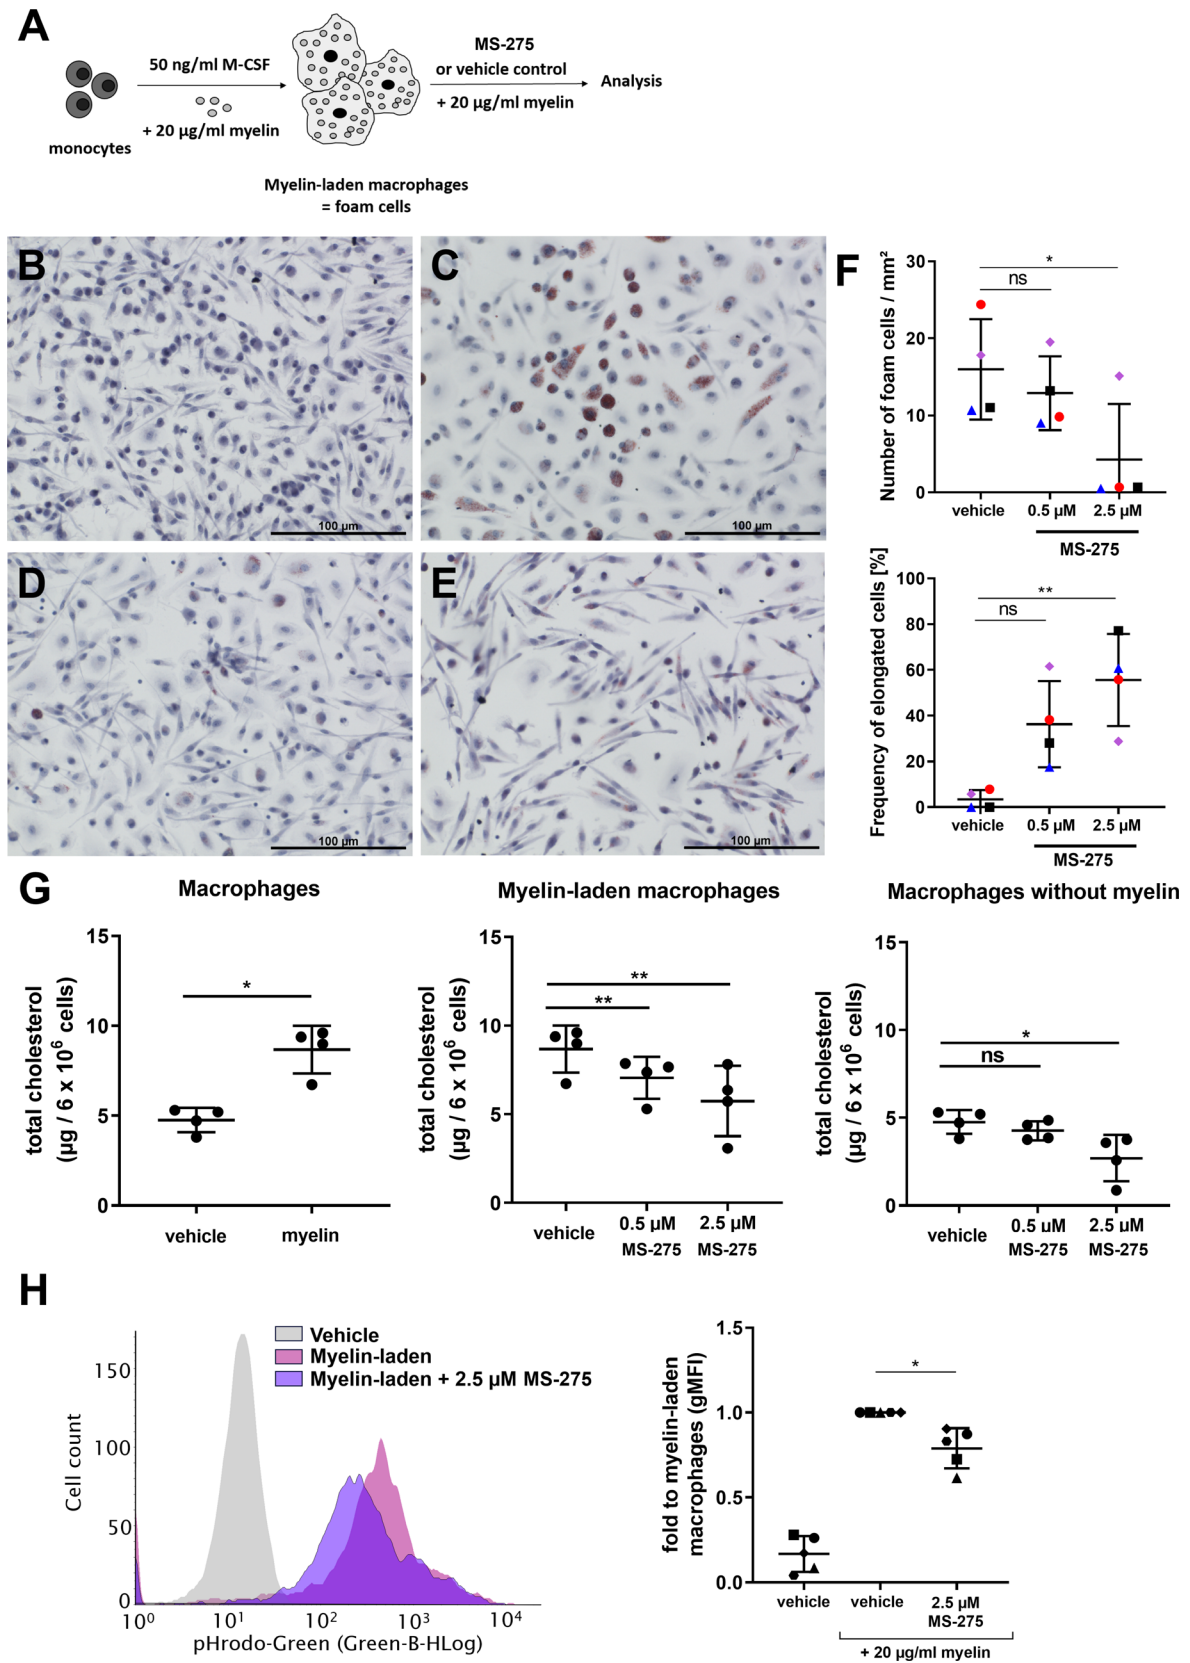 A
monocytes
50 ng/ml M-CSF
+ 20 µg/ml myelin
Myelin-laden macrophages
= foam cells
MS-275
or vehicle control
+ 20 µg/ml myelin
Analysis
B
100 µm
C
100 µm
D
100 µm
E
100 µm
F
Number of foam cells / mm²
30
20
10
0
*
ns
vehicle
0.5 µM
2.5 µM
MS-275
Frequency of elongated cells [%]
100
80
60
40
20
0
**
ns
vehicle
0.5 µM
2.5 µM
MS-275
G
Macrophages
total cholesterol
(µg / 6 x 10⁶ cells)
15
10
5
0
*
vehicle
myelin
Myelin-laden macrophages
total cholesterol
(µg / 6 x 10⁶ cells)
15
10
5
0
**
**
vehicle
0.5 µM
MS-275
2.5 µM
MS-275
Macrophages without myelin
total cholesterol
(µg / 6 x 10⁶ cells)
15
10
5
0
*
ns
vehicle
0.5 µM
MS-275
2.5 µM
MS-275
H
Vehicle
Myelin-laden
Myelin-laden + 2.5 µM MS-275
Cell count
150
100
50
0
10⁰
10¹
10²
10³
10⁴
pHrodo-Green (Green-B-HLog)
fold to myelin-laden
macrophages (gMFI)
1.5
1.0
0.5
0.0
*
vehicle
vehicle
2.5 µM
MS-275
+ 20 µg/ml myelin